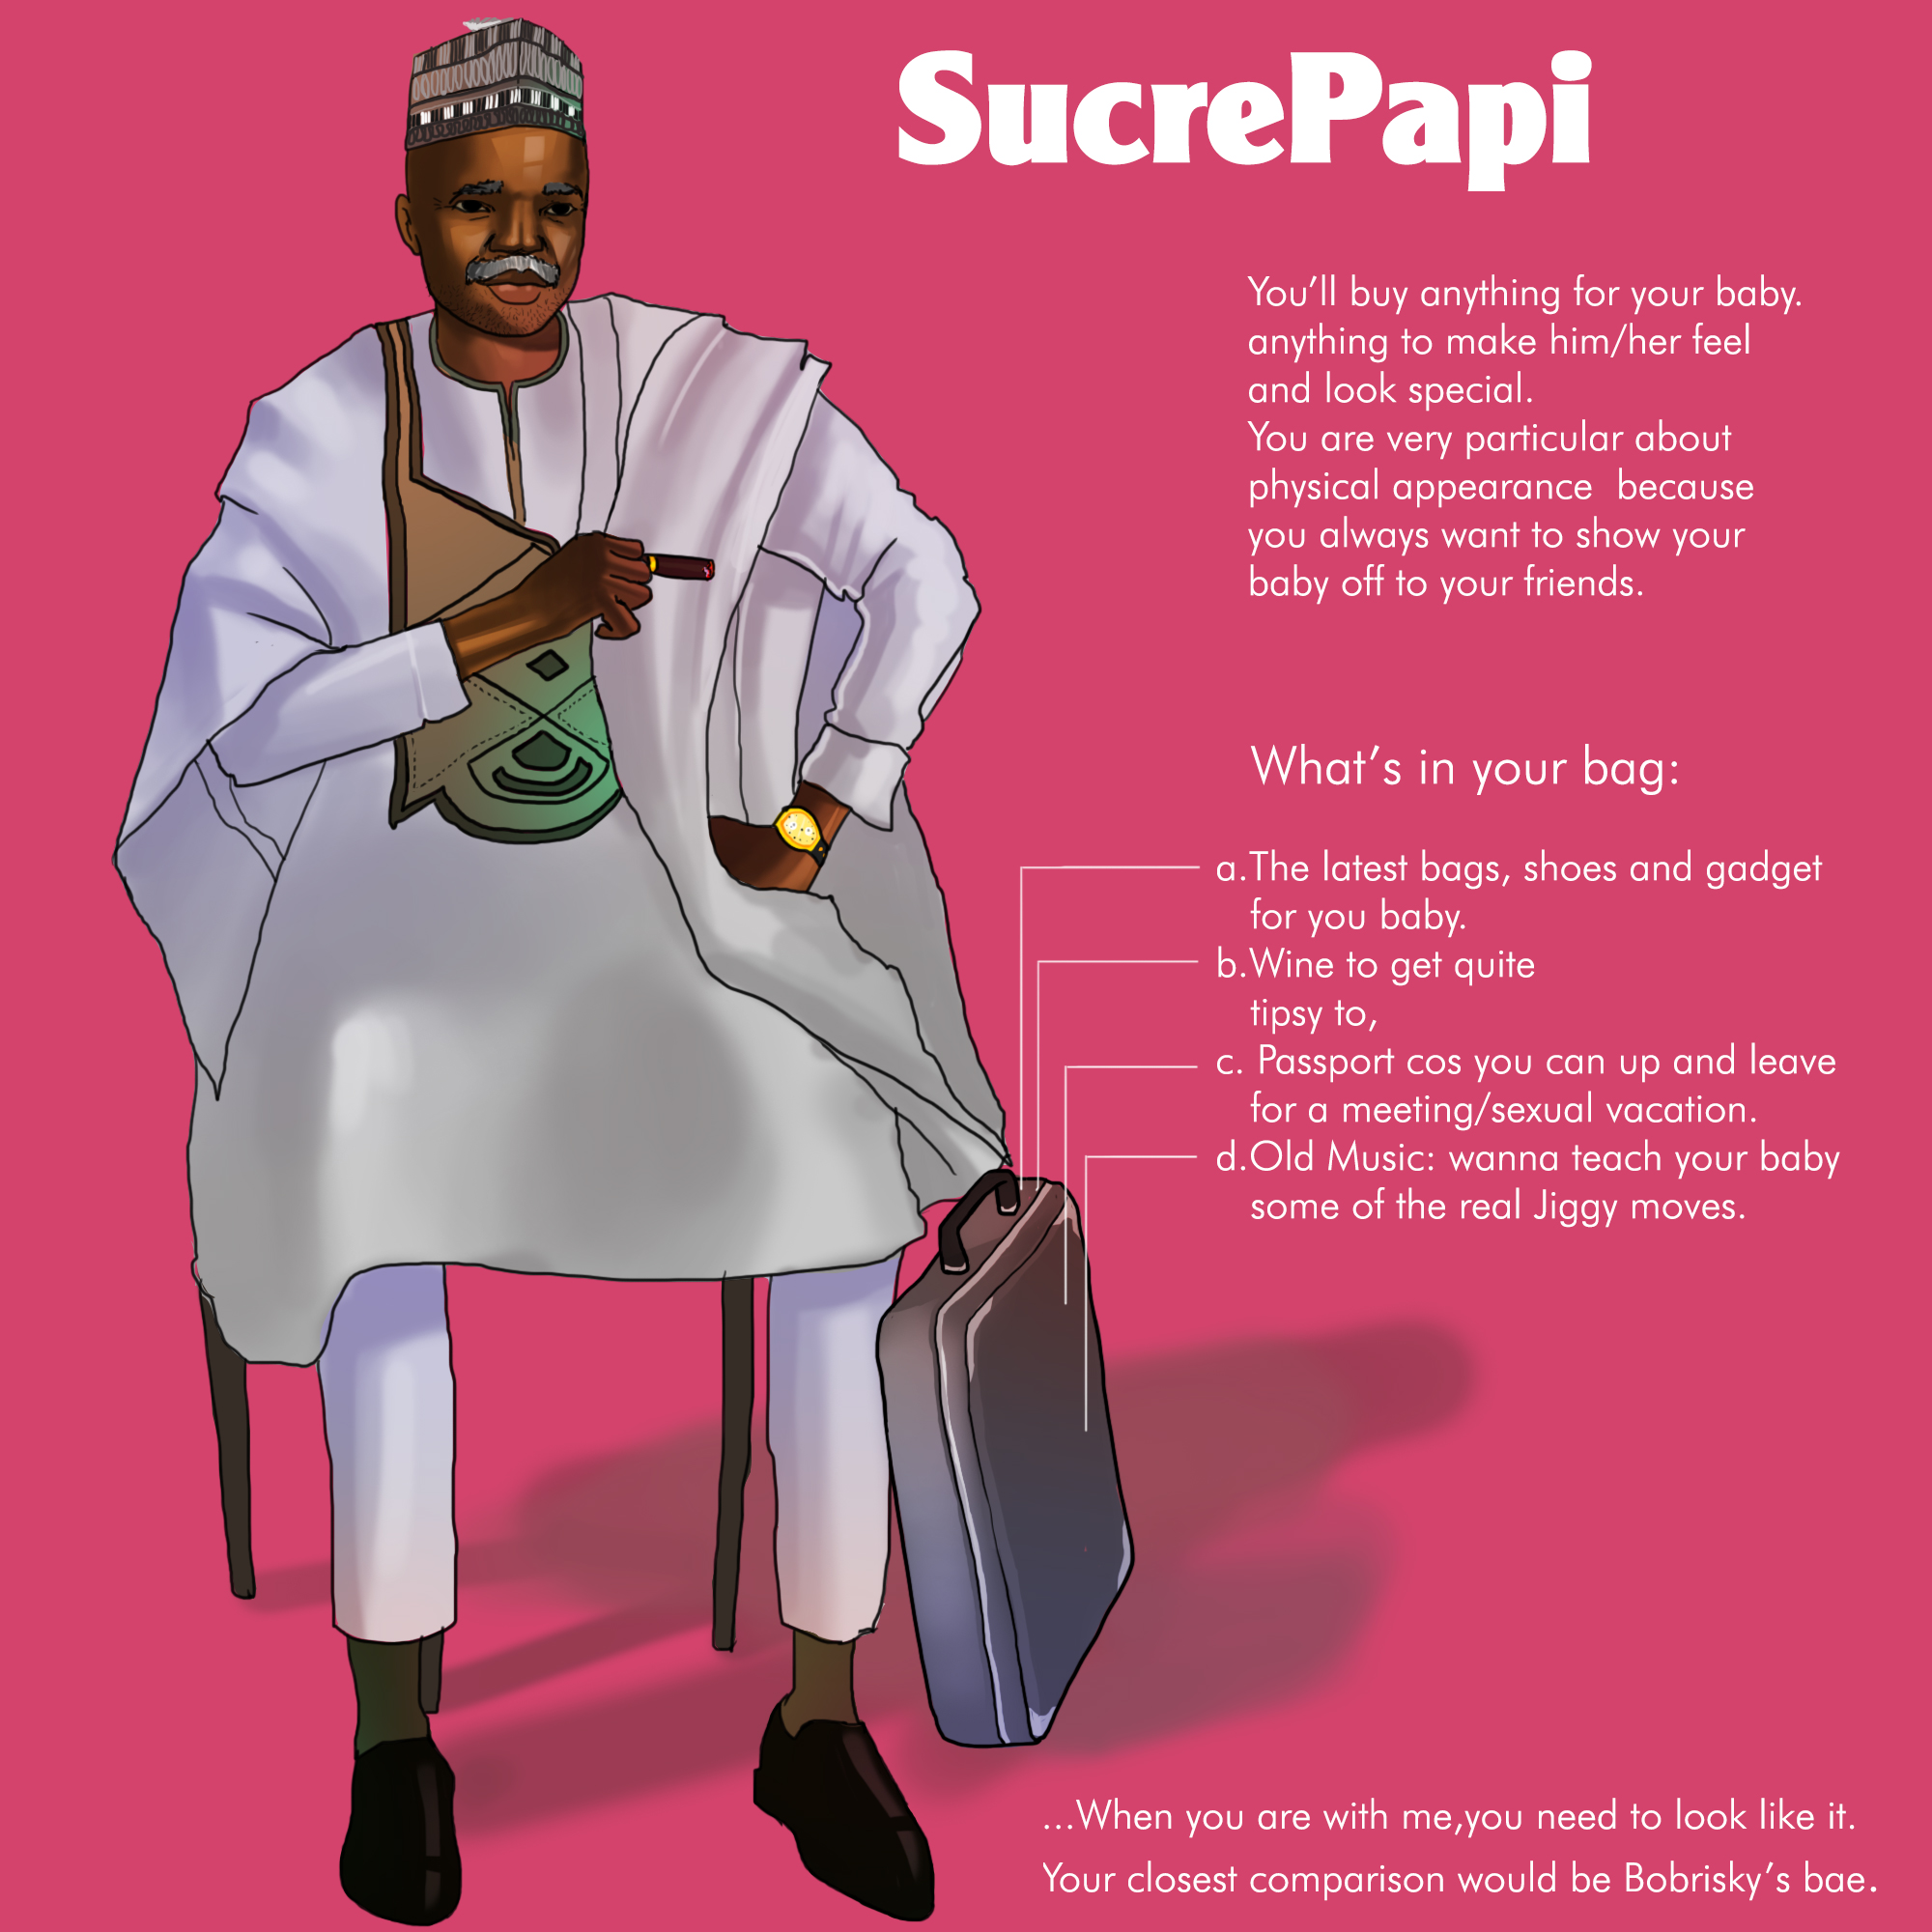 SucrePapi
You'll buy anything for your baby.
anything to make him/her feel
and look special.
You are very particular about
physical appearance  because
you always want to show your
baby off to your friends.
What's in your bag:
a.The latest bags, shoes and gadget
for you baby.
b.Wine to get quite
tipsy to,
c. Passport cos you can up and leave
for a meeting/sexual vacation.
d.Old Music: wanna teach your baby
some of the real Jiggy moves.
...When you are with me,you need to look like it.
Your closest comparison would be Bobrisky's bae.